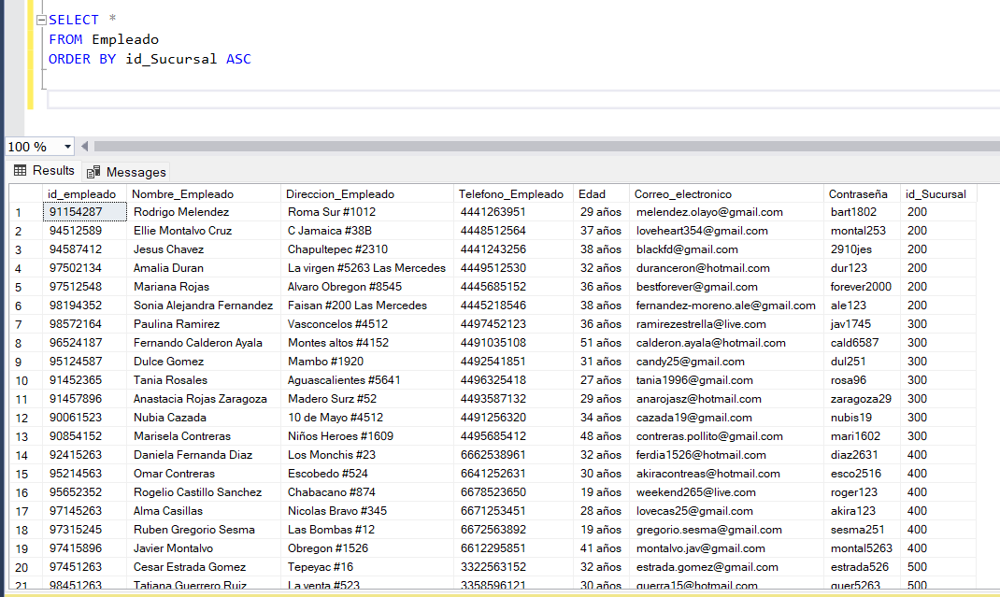 SELECT *
FROM Empleado
ORDER BY id_Sucursal ASC
100 %
Results Messages
id_empleado Nombre_Empleado Direccion_Empleado Telefono_Empleado Edad Correo_electronico Contraseña id_Sucursal
1 91154287 Rodrigo Melendez Roma Sur #1012 4441263951 29 años melendez.olayo@gmail.com bart1802 200
2 94512589 Ellie Montalvo Cruz C Jamaica #38B 4448512564 37 años loveheart354@gmail.com montal253 200
3 94587412 Jesus Chavez Chapultepec #2310 4441243256 38 años blackfd@gmail.com 2910jes 200
4 97502134 Amalia Duran La virgen #5263 Las Mercedes 4449512530 32 años duranceron@hotmail.com dur123 200
5 97512548 Mariana Rojas Alvaro Obregon #8545 4445685152 36 años bestforever@gmail.com forever2000 200
6 98194352 Sonia Alejandra Fernandez Faisan #200 Las Mercedes 4445218546 38 años fernandez-moreno.ale@gmail.com ale123 200
7 98572164 Paulina Ramirez Vasconcelos #4512 4497452123 36 años ramirezestrella@live.com jav1745 300
8 96524187 Fernando Calderon Ayala Montes altos #4152 4491035108 51 años calderon.ayala@hotmail.com cald6587 300
9 95124587 Dulce Gomez Mambo #1920 4492541851 31 años candy25@gmail.com dul251 300
10 91452365 Tania Rosales Aguascalientes #5641 4496325418 27 años tania1996@gmail.com rosa96 300
11 91457896 Anastacia Rojas Zaragoza Madero Surz #52 4493587132 29 años anarojasz@hotmail.com zaragoza29 300
12 90061523 Nubia Cazada 10 de Mayo #4512 4491256320 34 años cazada19@gmail.com nubis19 300
13 90854152 Marisela Contreras Niños Heroes #1609 4495685412 48 años contreras.pollito@gmail.com mari1602 300
14 92415263 Daniela Fernanda Diaz Los Monchis #23 6662538961 32 años ferdia1526@hotmail.com diaz2631 400
15 95214563 Omar Contreras Escobedo #524 6641252631 30 años akiracontreas@hotmail.com esco2516 400
16 95652352 Rogelio Castillo Sanchez Chabacano #874 6678523650 19 años weekend265@live.com roger123 400
17 97145263 Alma Casillas Nicolas Bravo #345 6671253451 28 años lovecas25@gmail.com akira123 400
18 97315245 Ruben Gregorio Sesma Las Bombas #12 6672563892 19 años gregorio.sesma@gmail.com sesma251 400
19 97415896 Javier Montalvo Obregon #1526 6612295851 41 años montalvo.jav@gmail.com montal5263 400
20 97451263 Cesar Estrada Gomez Tepeyac #16 3322563152 32 años estrada.gomez@gmail.com estrada526 500
21 98451263 Tatiana Guerrero Ruiz La venta #523 3358596121 30 años guerra15@hotmail.com guer5263 500